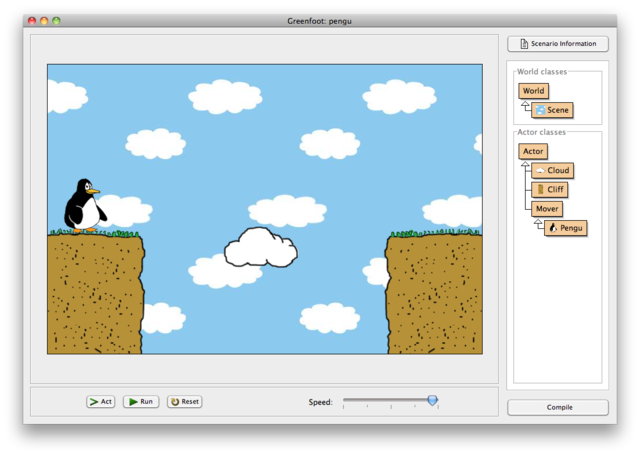 Greenfoot: pengu
Scenario Information
World classes
World
Scene
Actor classes
Actor
Cloud
Cliff
Mover
Pengu
Act
Run
Reset
Speed:
Compile